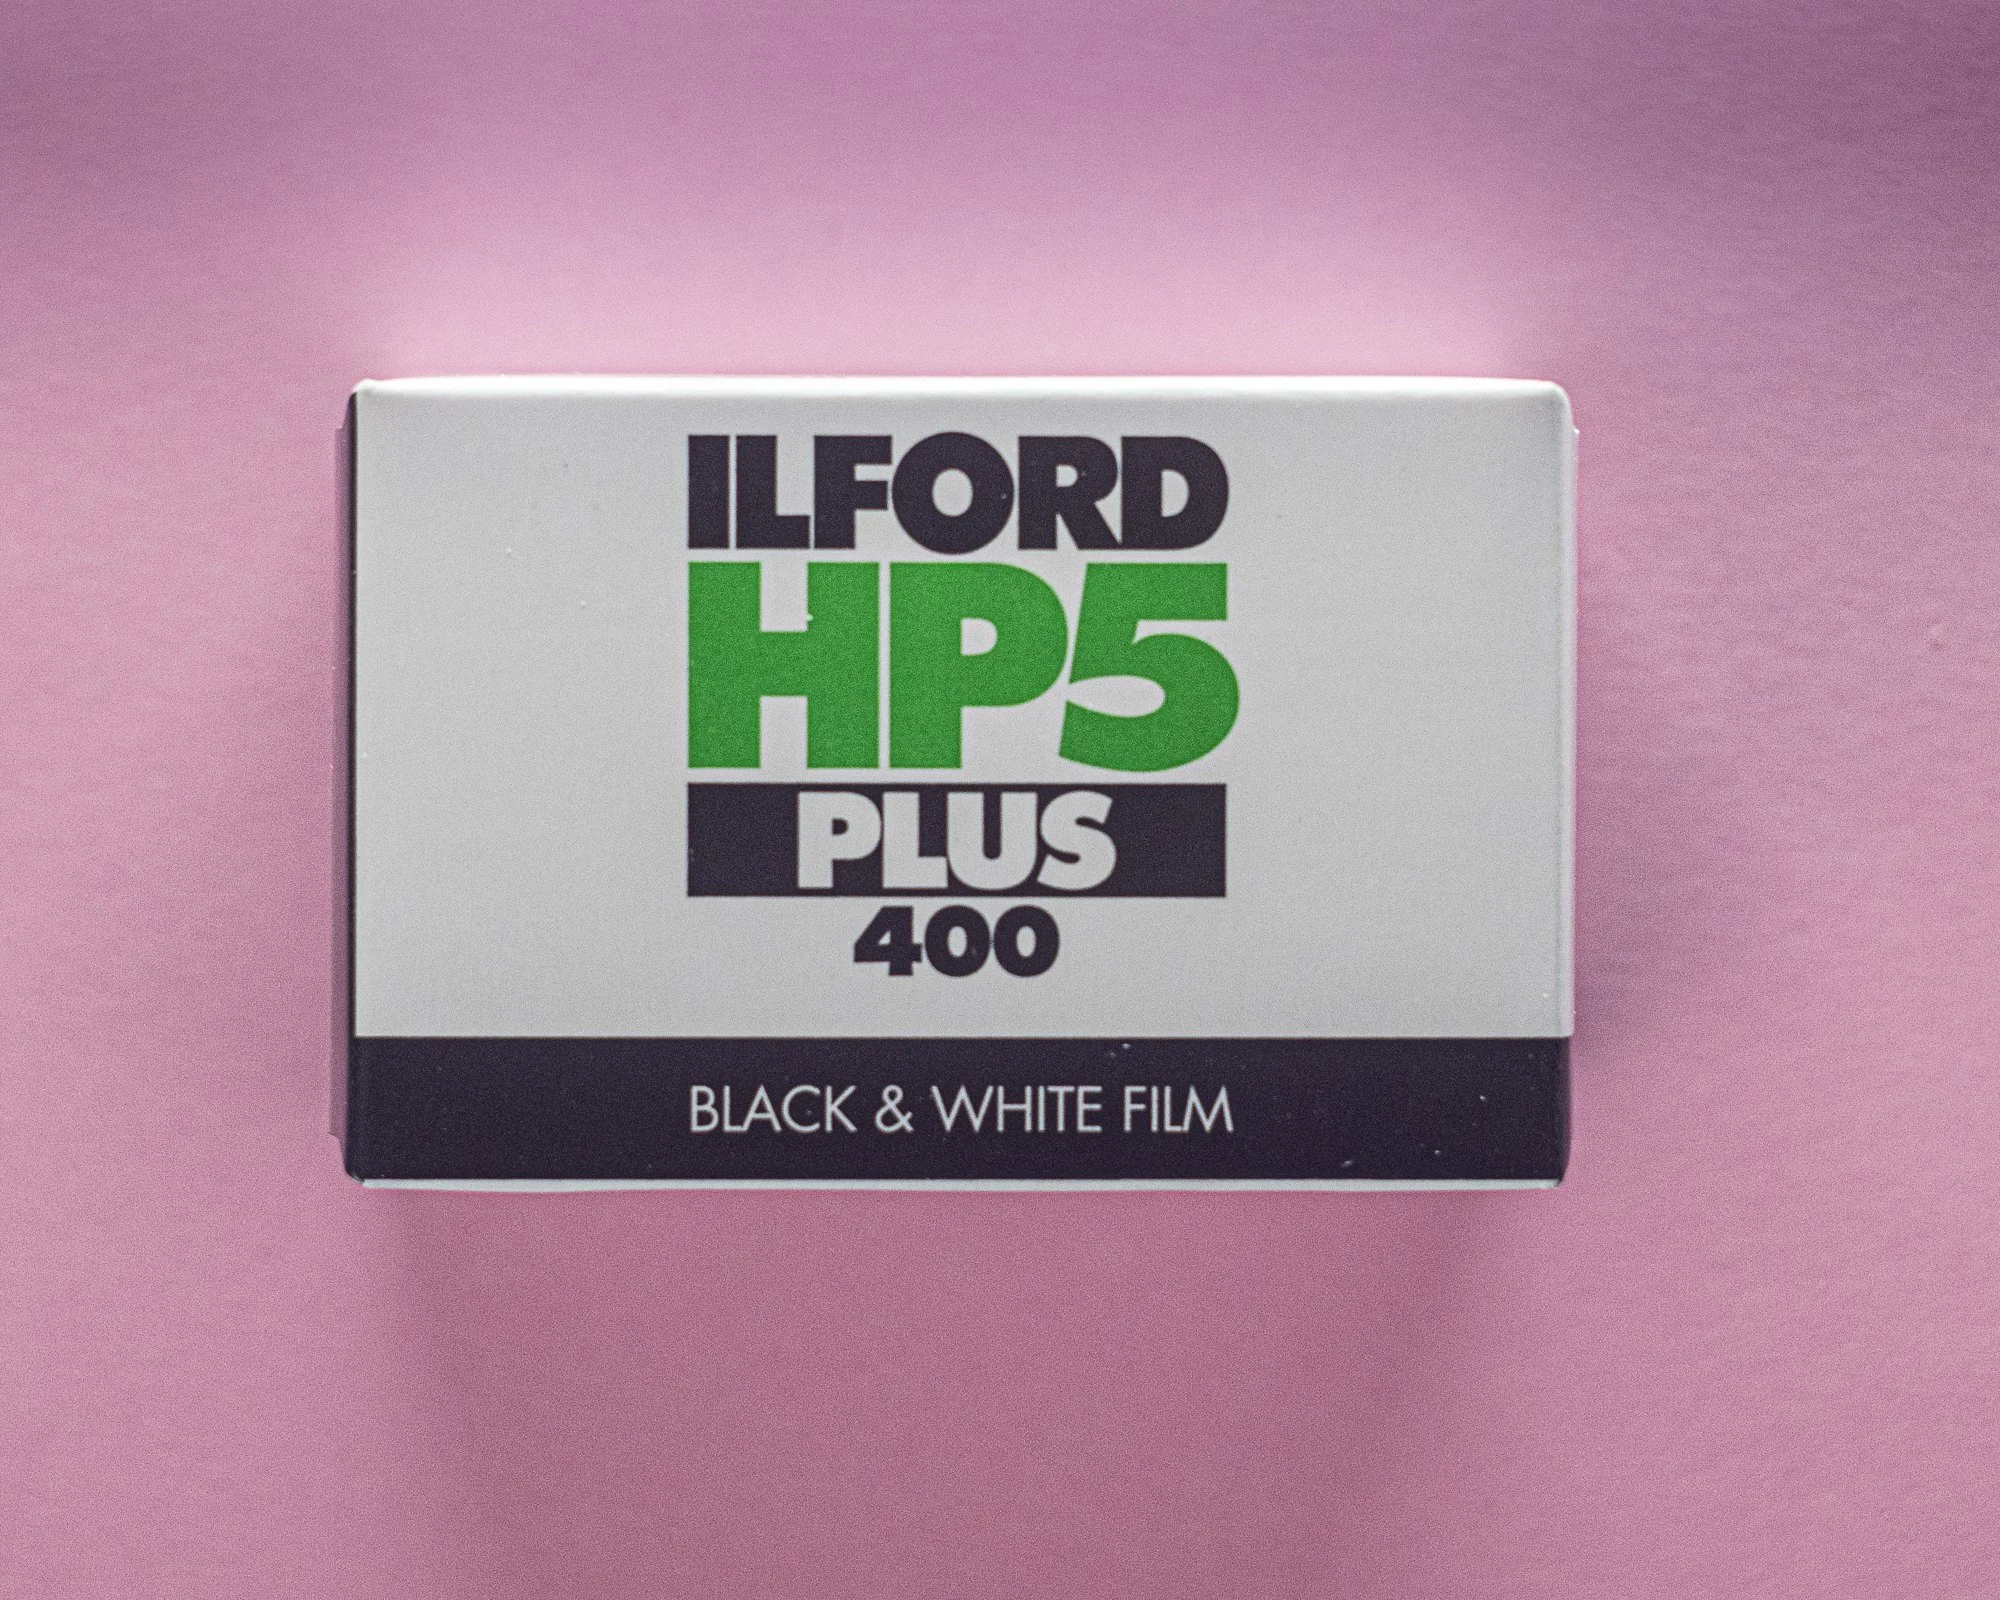 ILFORD
HP5
PLUS
400
BLACK & WHITE FILM